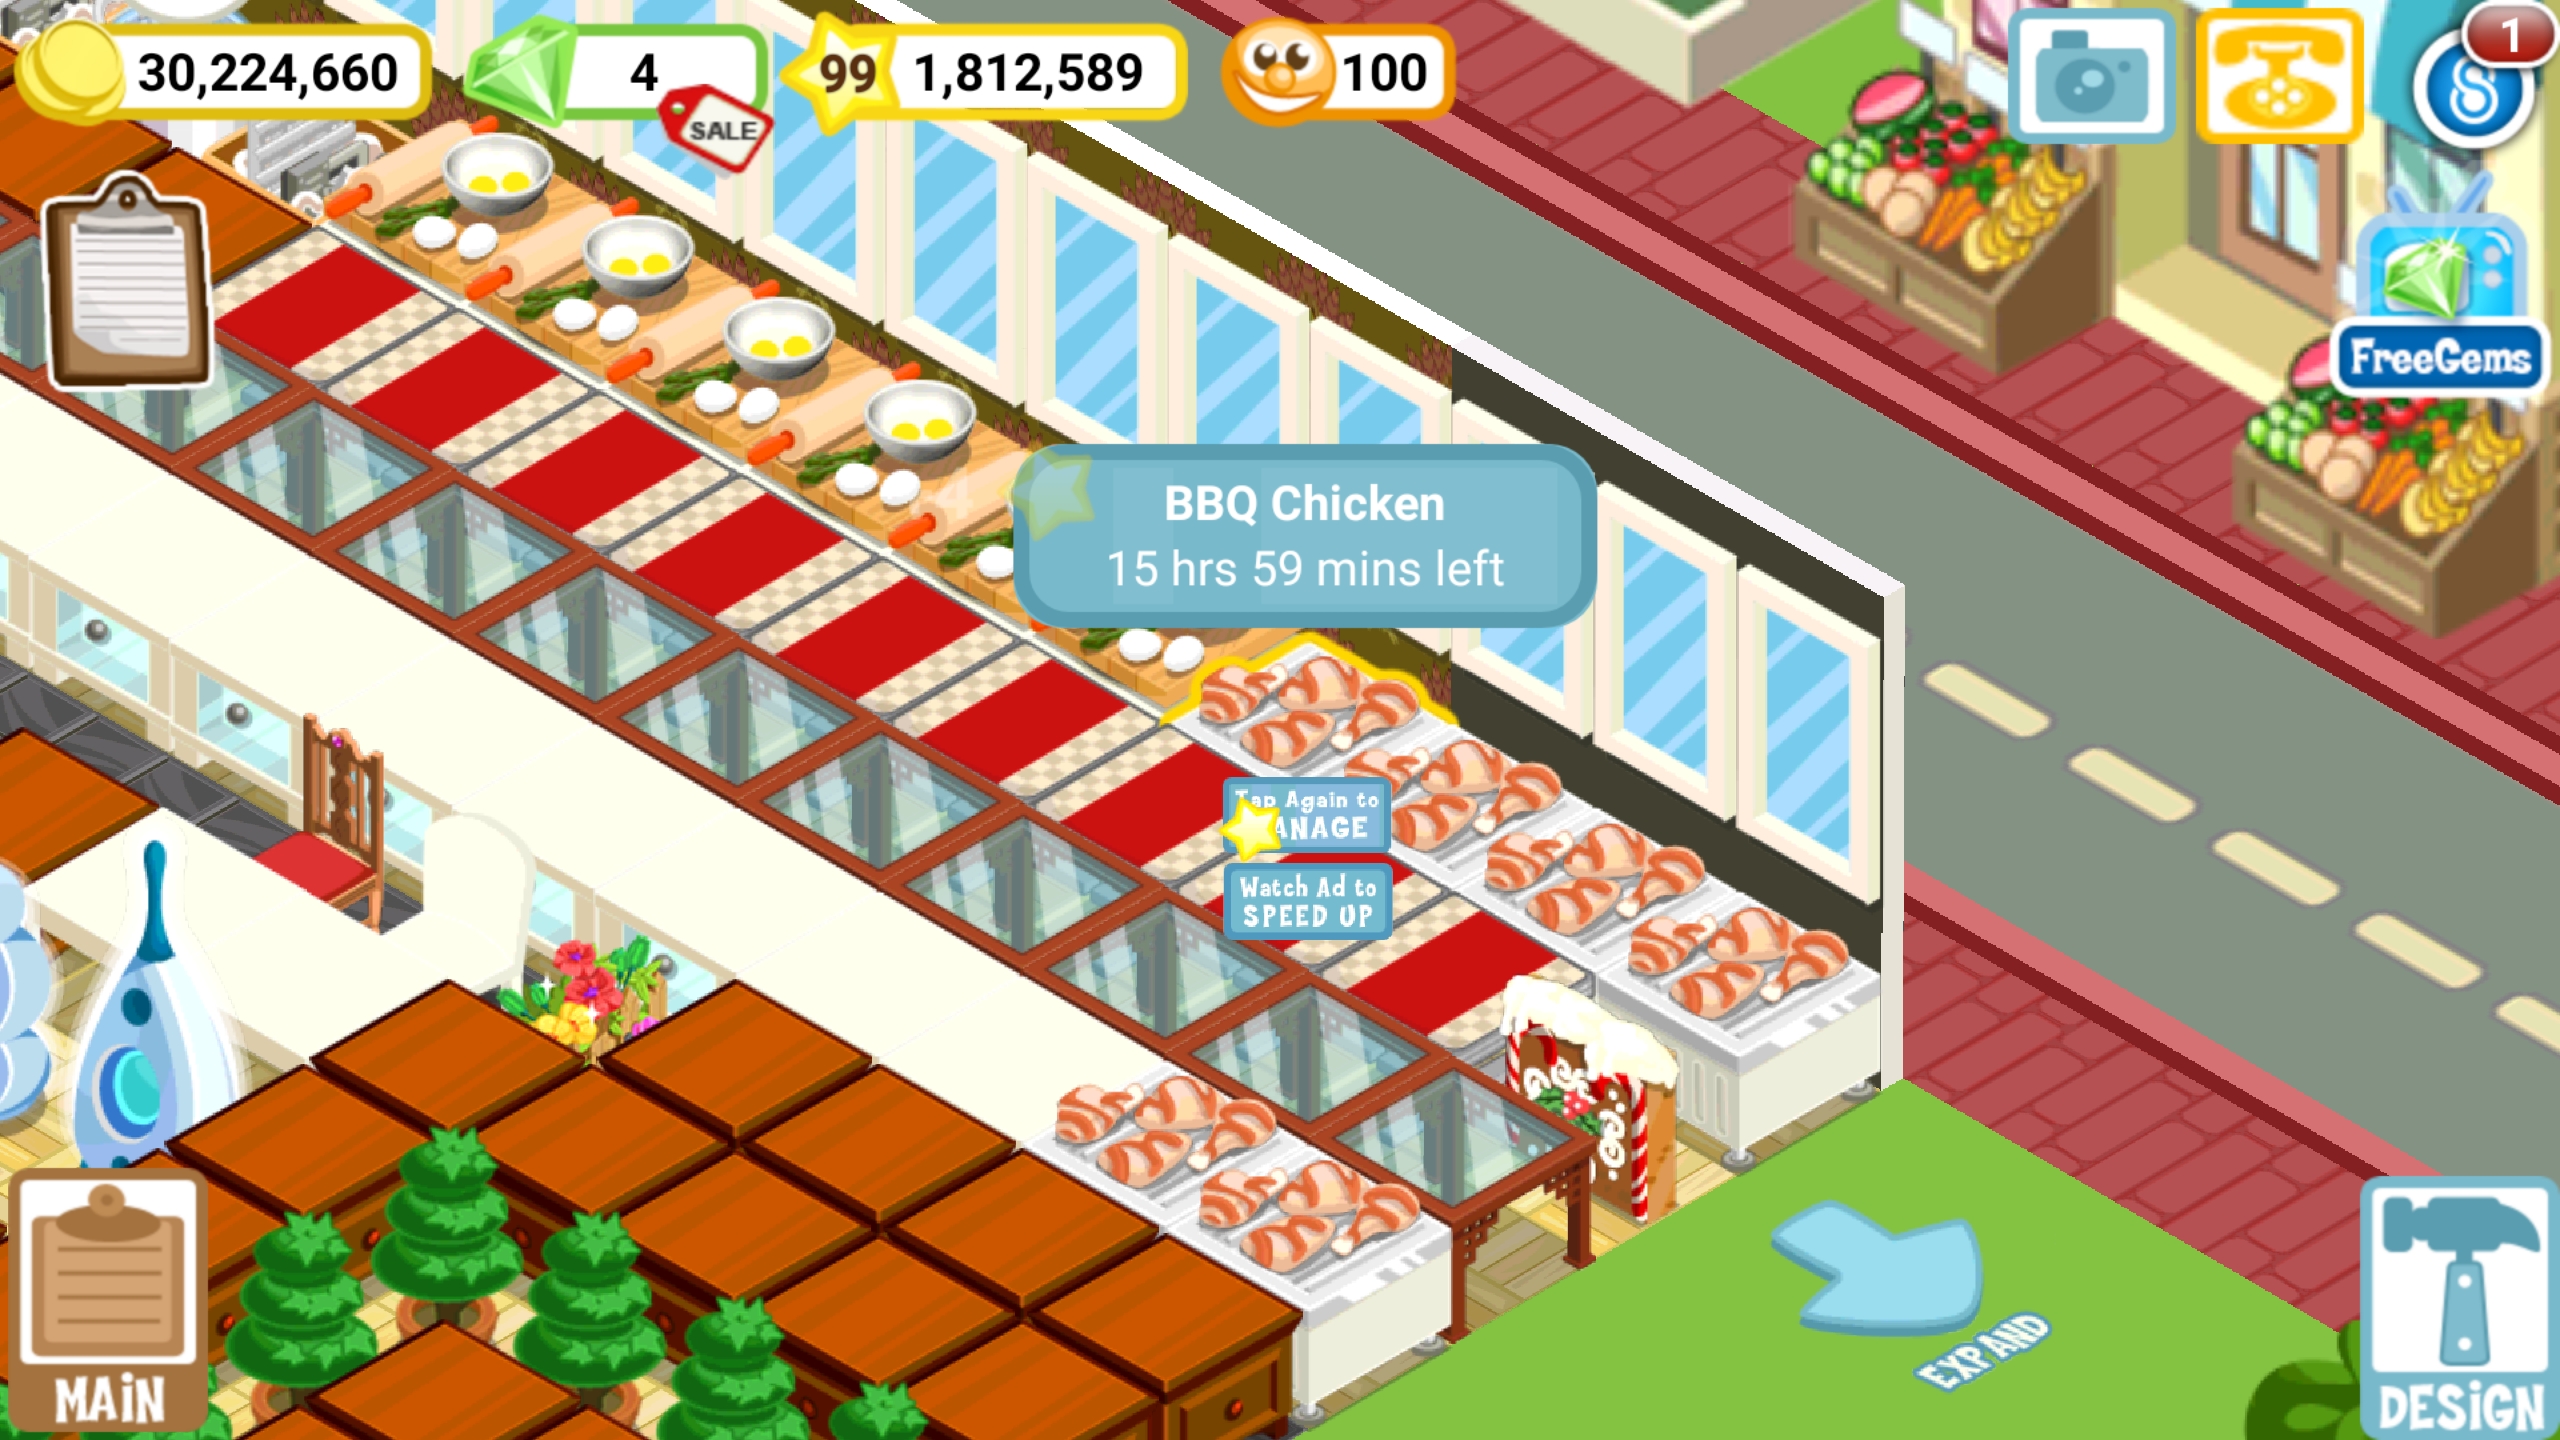 30,224,660
4
SALE
99
1,812,589
100
1
FreeGems
BBQ Chicken
15 hrs 59 mins left
Tap Again to
ANAGE
Watch Ad to
SPEED UP
EXPAND
MAIN
DESIGN